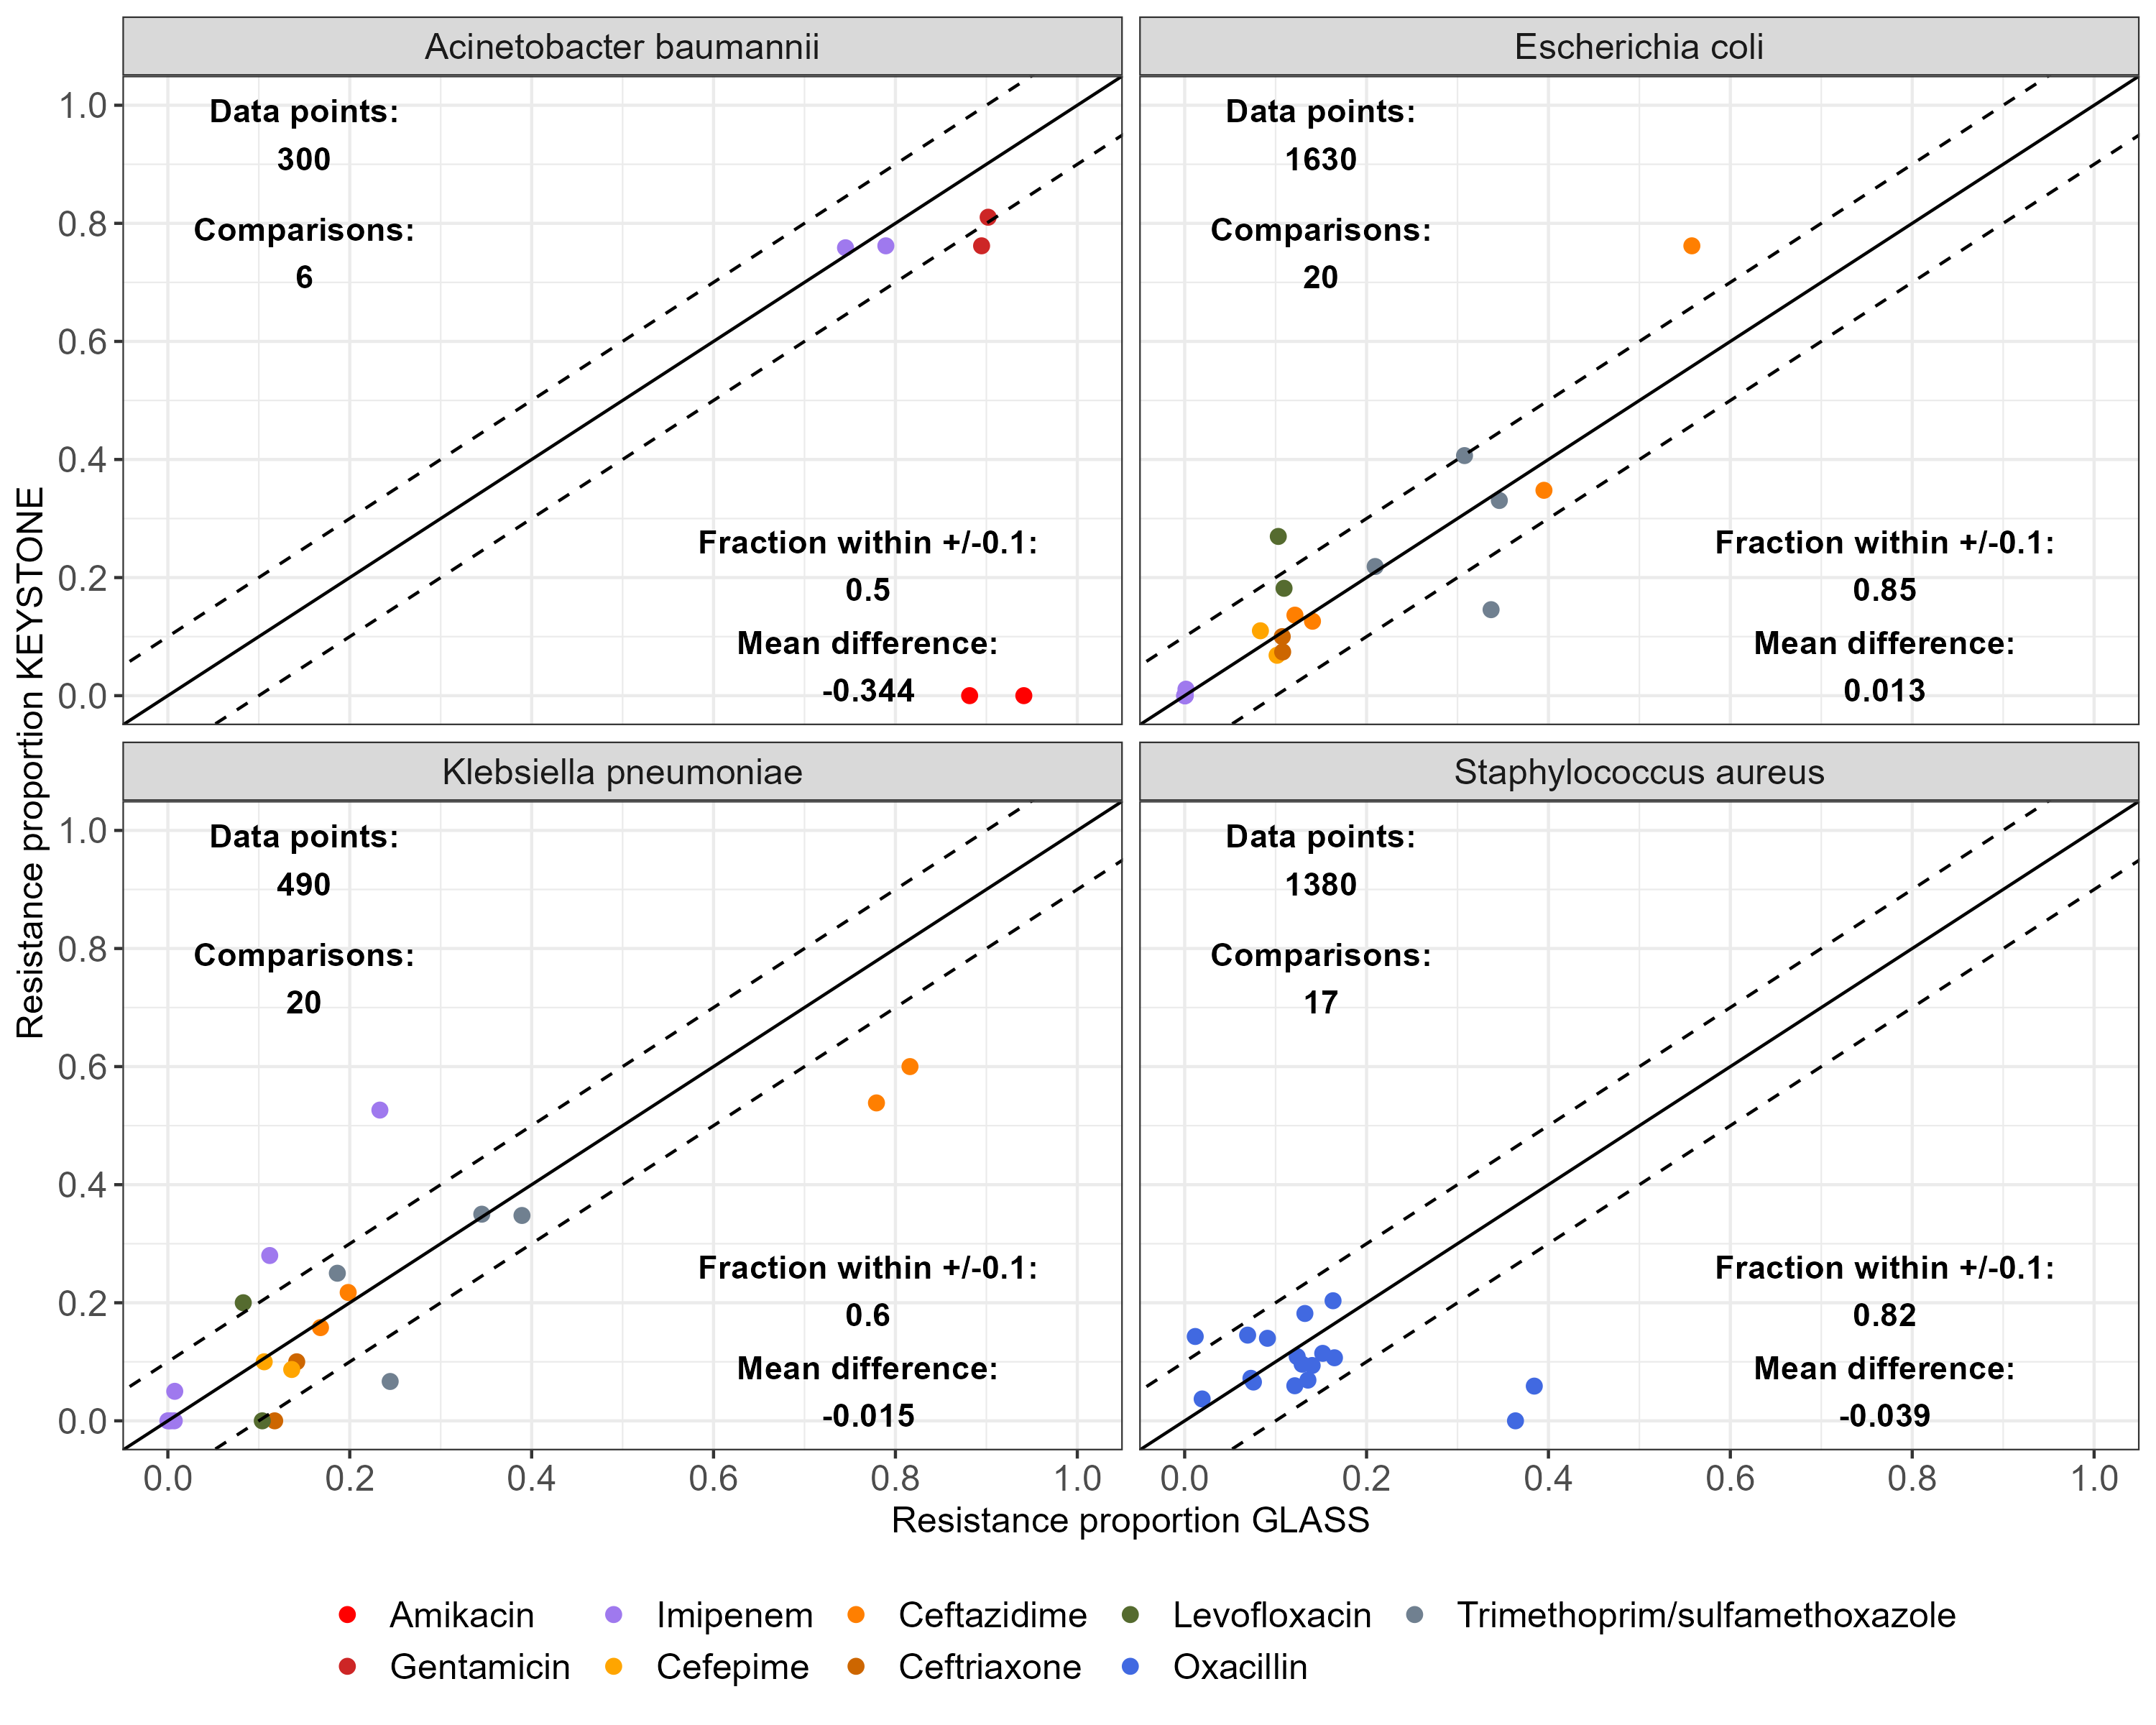 Acinetobacter baumannii
Escherichia coli
Data points:
300
Comparisons:
6
Fraction within +/-0.1:
0.5
Mean difference:
-0.344
Data points:
1630
Comparisons:
20
Fraction within +/-0.1:
0.85
Mean difference:
0.013
1.0
0.8
0.6
0.4
0.2
0.0
Klebsiella pneumoniae
Staphylococcus aureus
Data points:
490
Comparisons:
20
Fraction within +/-0.1:
0.6
Mean difference:
-0.015
Data points:
1380
Comparisons:
17
Fraction within +/-0.1:
0.82
Mean difference:
-0.039
1.0
0.8
0.6
0.4
0.2
0.0
Resistance proportion KEYSTONE
0.0 0.2 0.4 0.6 0.8 1.0
0.0 0.2 0.4 0.6 0.8 1.0
Resistance proportion GLASS
Amikacin Imipenem Ceftazidime Levofloxacin Trimethoprim/sulfamethoxazole
Gentamicin Cefepime Ceftriaxone Oxacillin